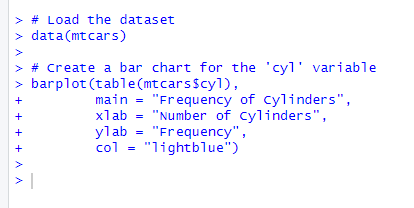 > # Load the dataset
> data(mtcars)
>
> # Create a bar chart for the 'cyl' variable
> barplot(table(mtcars$cyl),
+         main = "Frequency of Cylinders",
+         xlab = "Number of Cylinders",
+         ylab = "Frequency",
+         col = "lightblue")
>
>